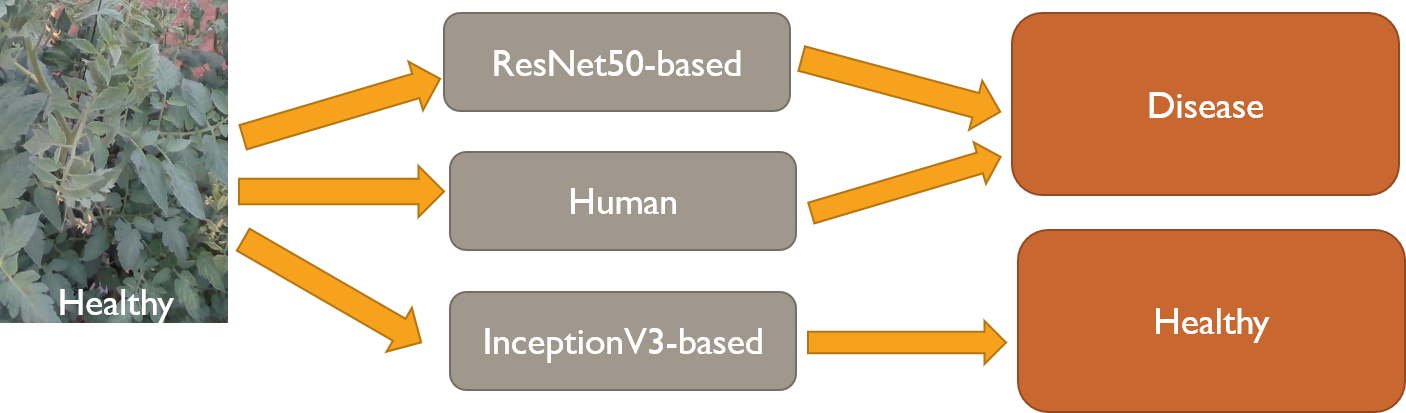 ResNet50-based
Disease
Human
Healthy
InceptionV3-based
Healthy